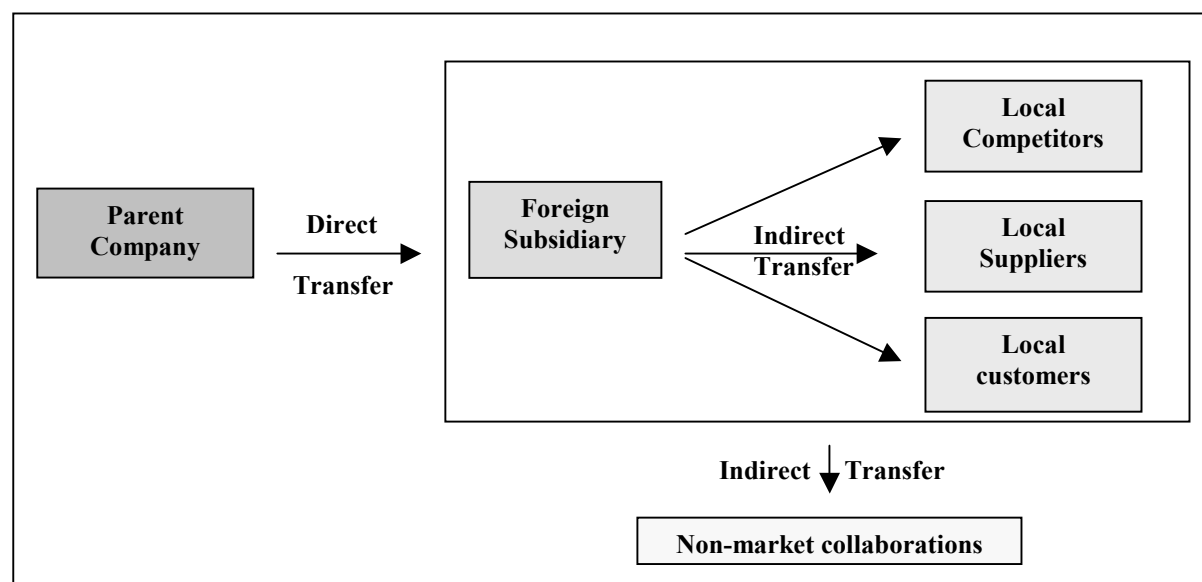 Parent
Company
Direct
Transfer
Foreign
Subsidiary
Indirect
Transfer
Local
Competitors
Local
Suppliers
Local
customers
Indirect Transfer
Non-market collaborations